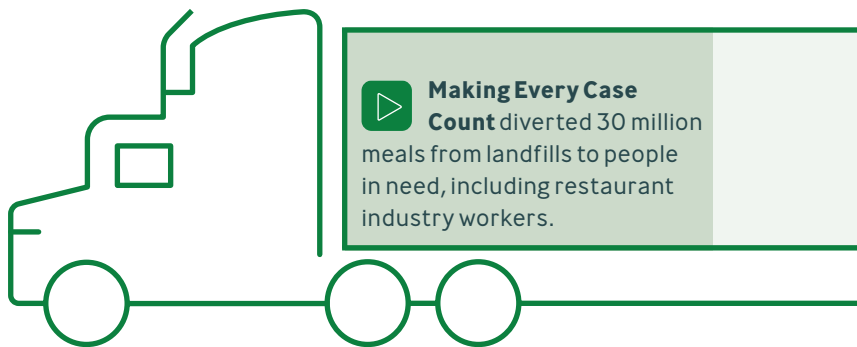 Making Every Case
Count diverted 30 million
meals from landfills to people
in need, including restaurant
industry workers.